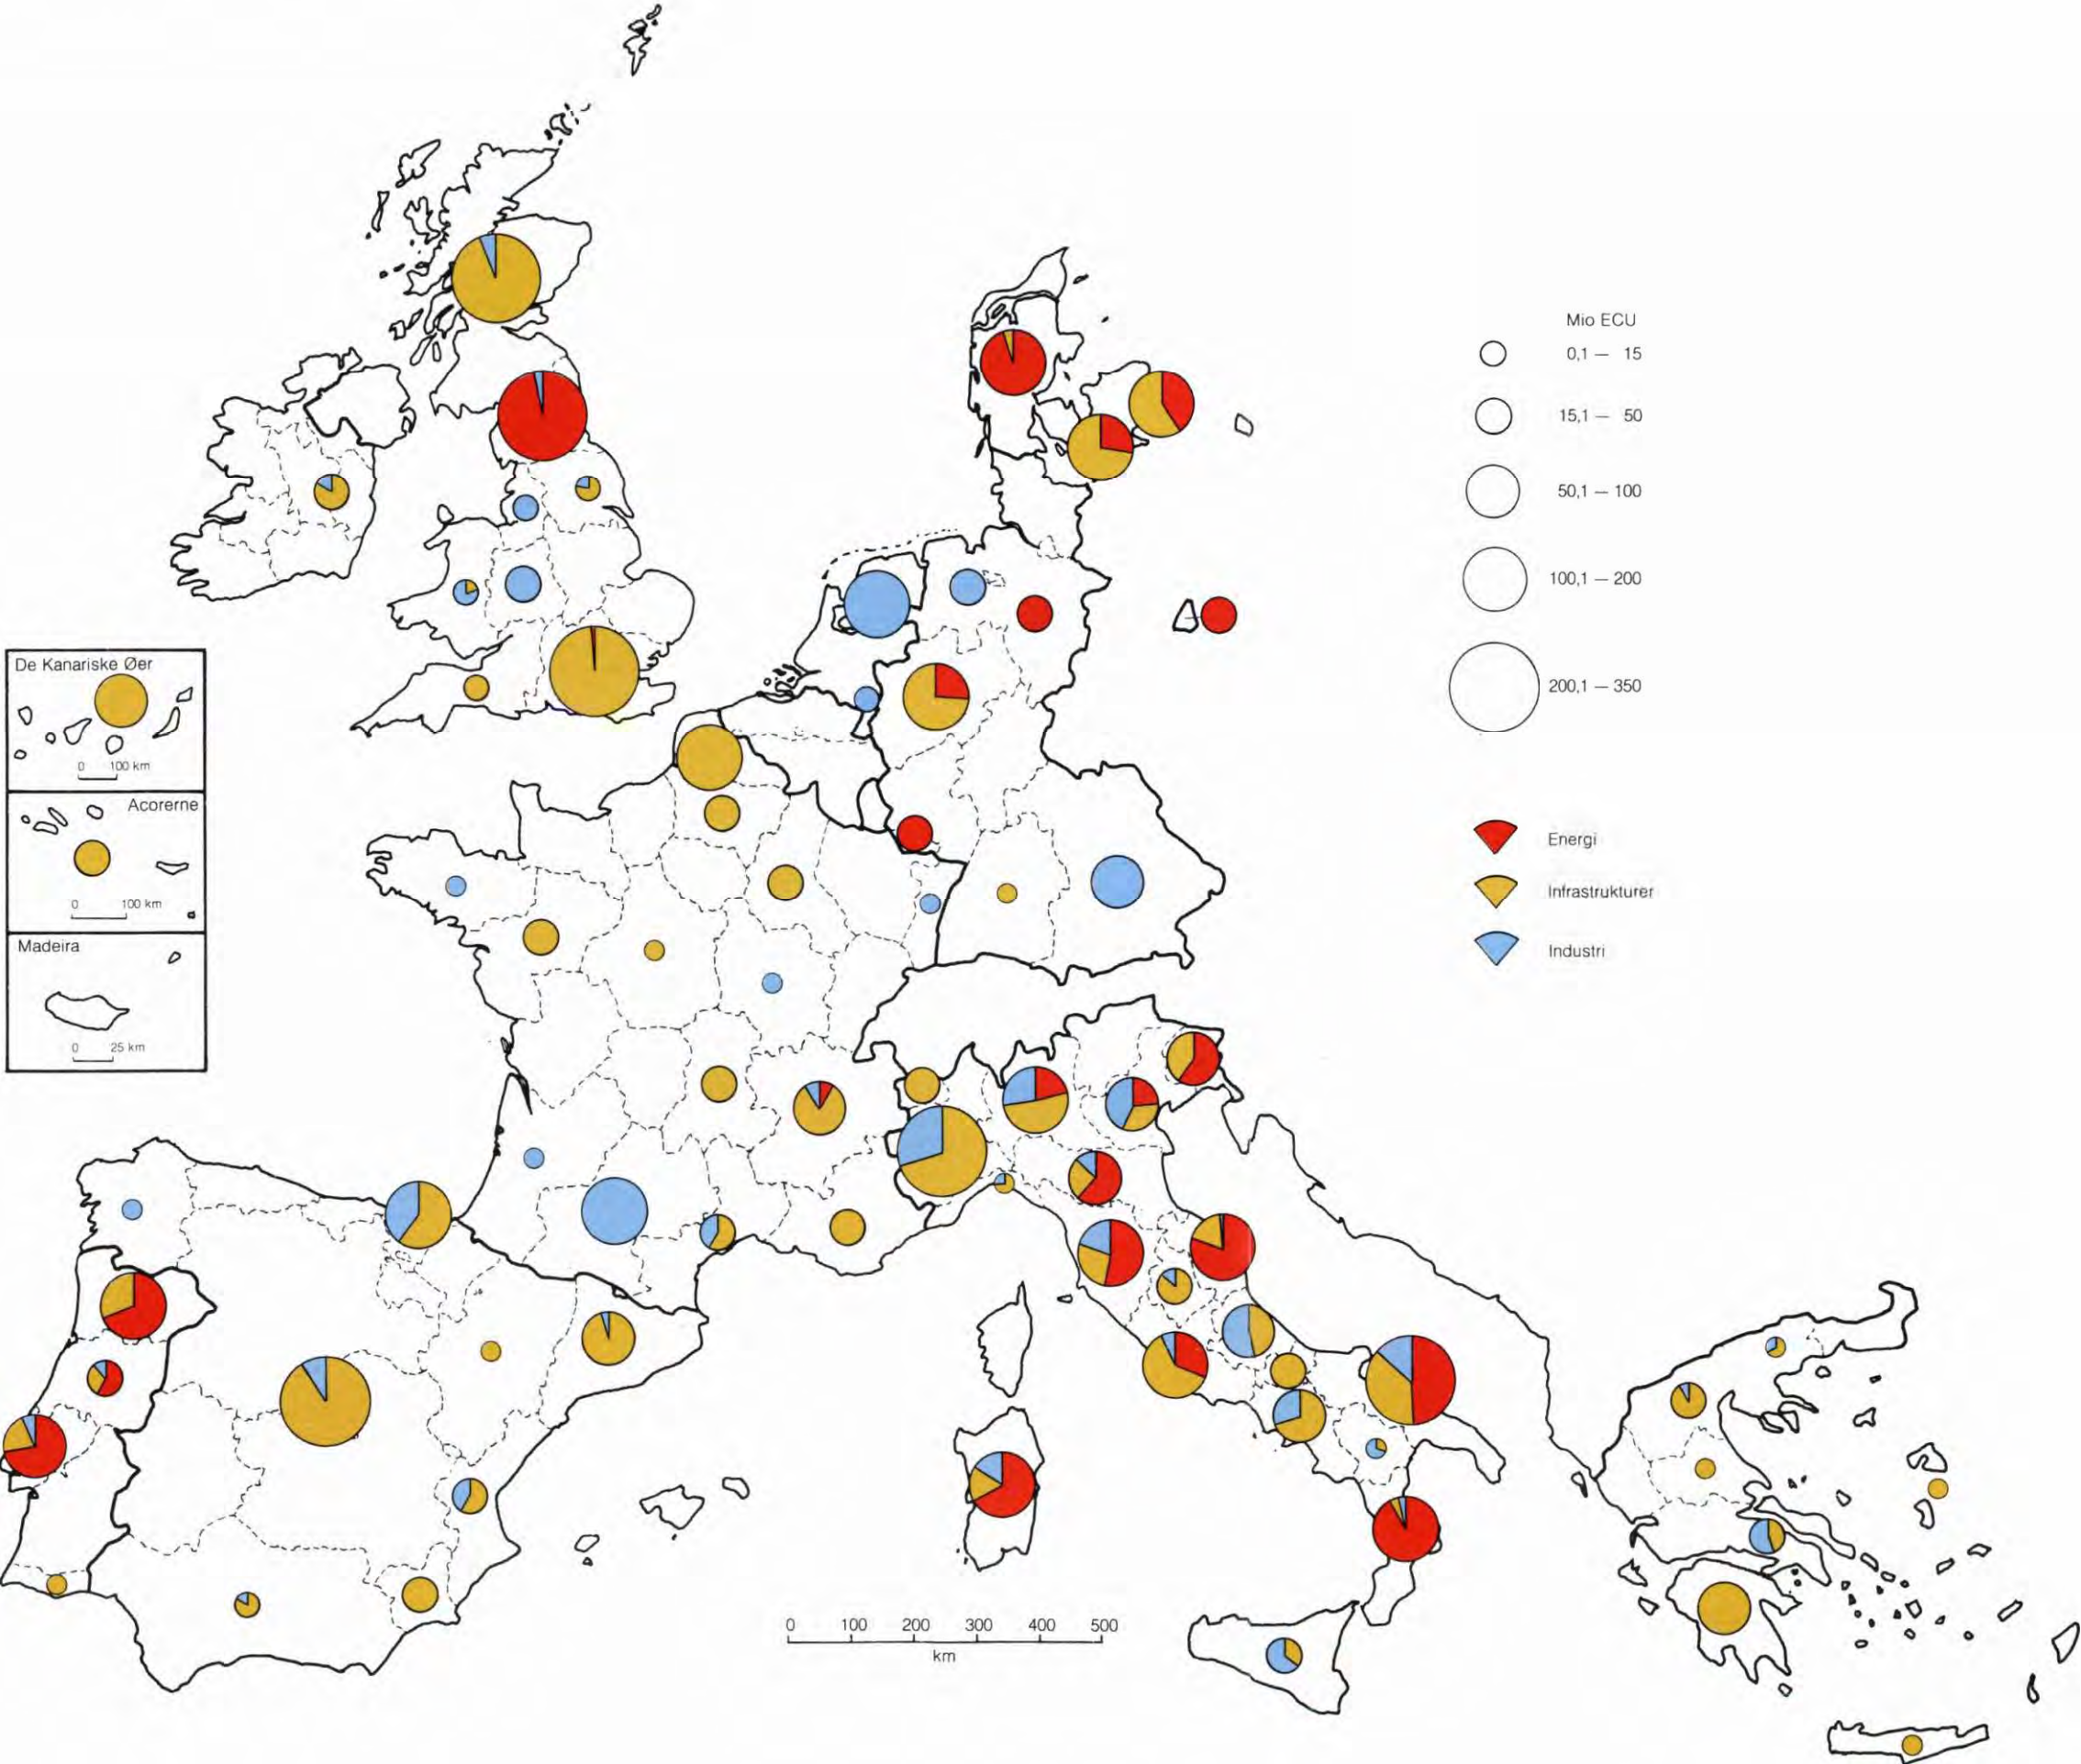 Mio ECU
0,1 — 15
15,1 — 50
50,1 — 100
100,1 — 200
200,1 — 350
Energi
Infrastrukturer
Industri
De Kanariske Øer
0 100 km
Acorerne
0 100 km
Madeira
0 25 km
0 100 200 300 400 500
km